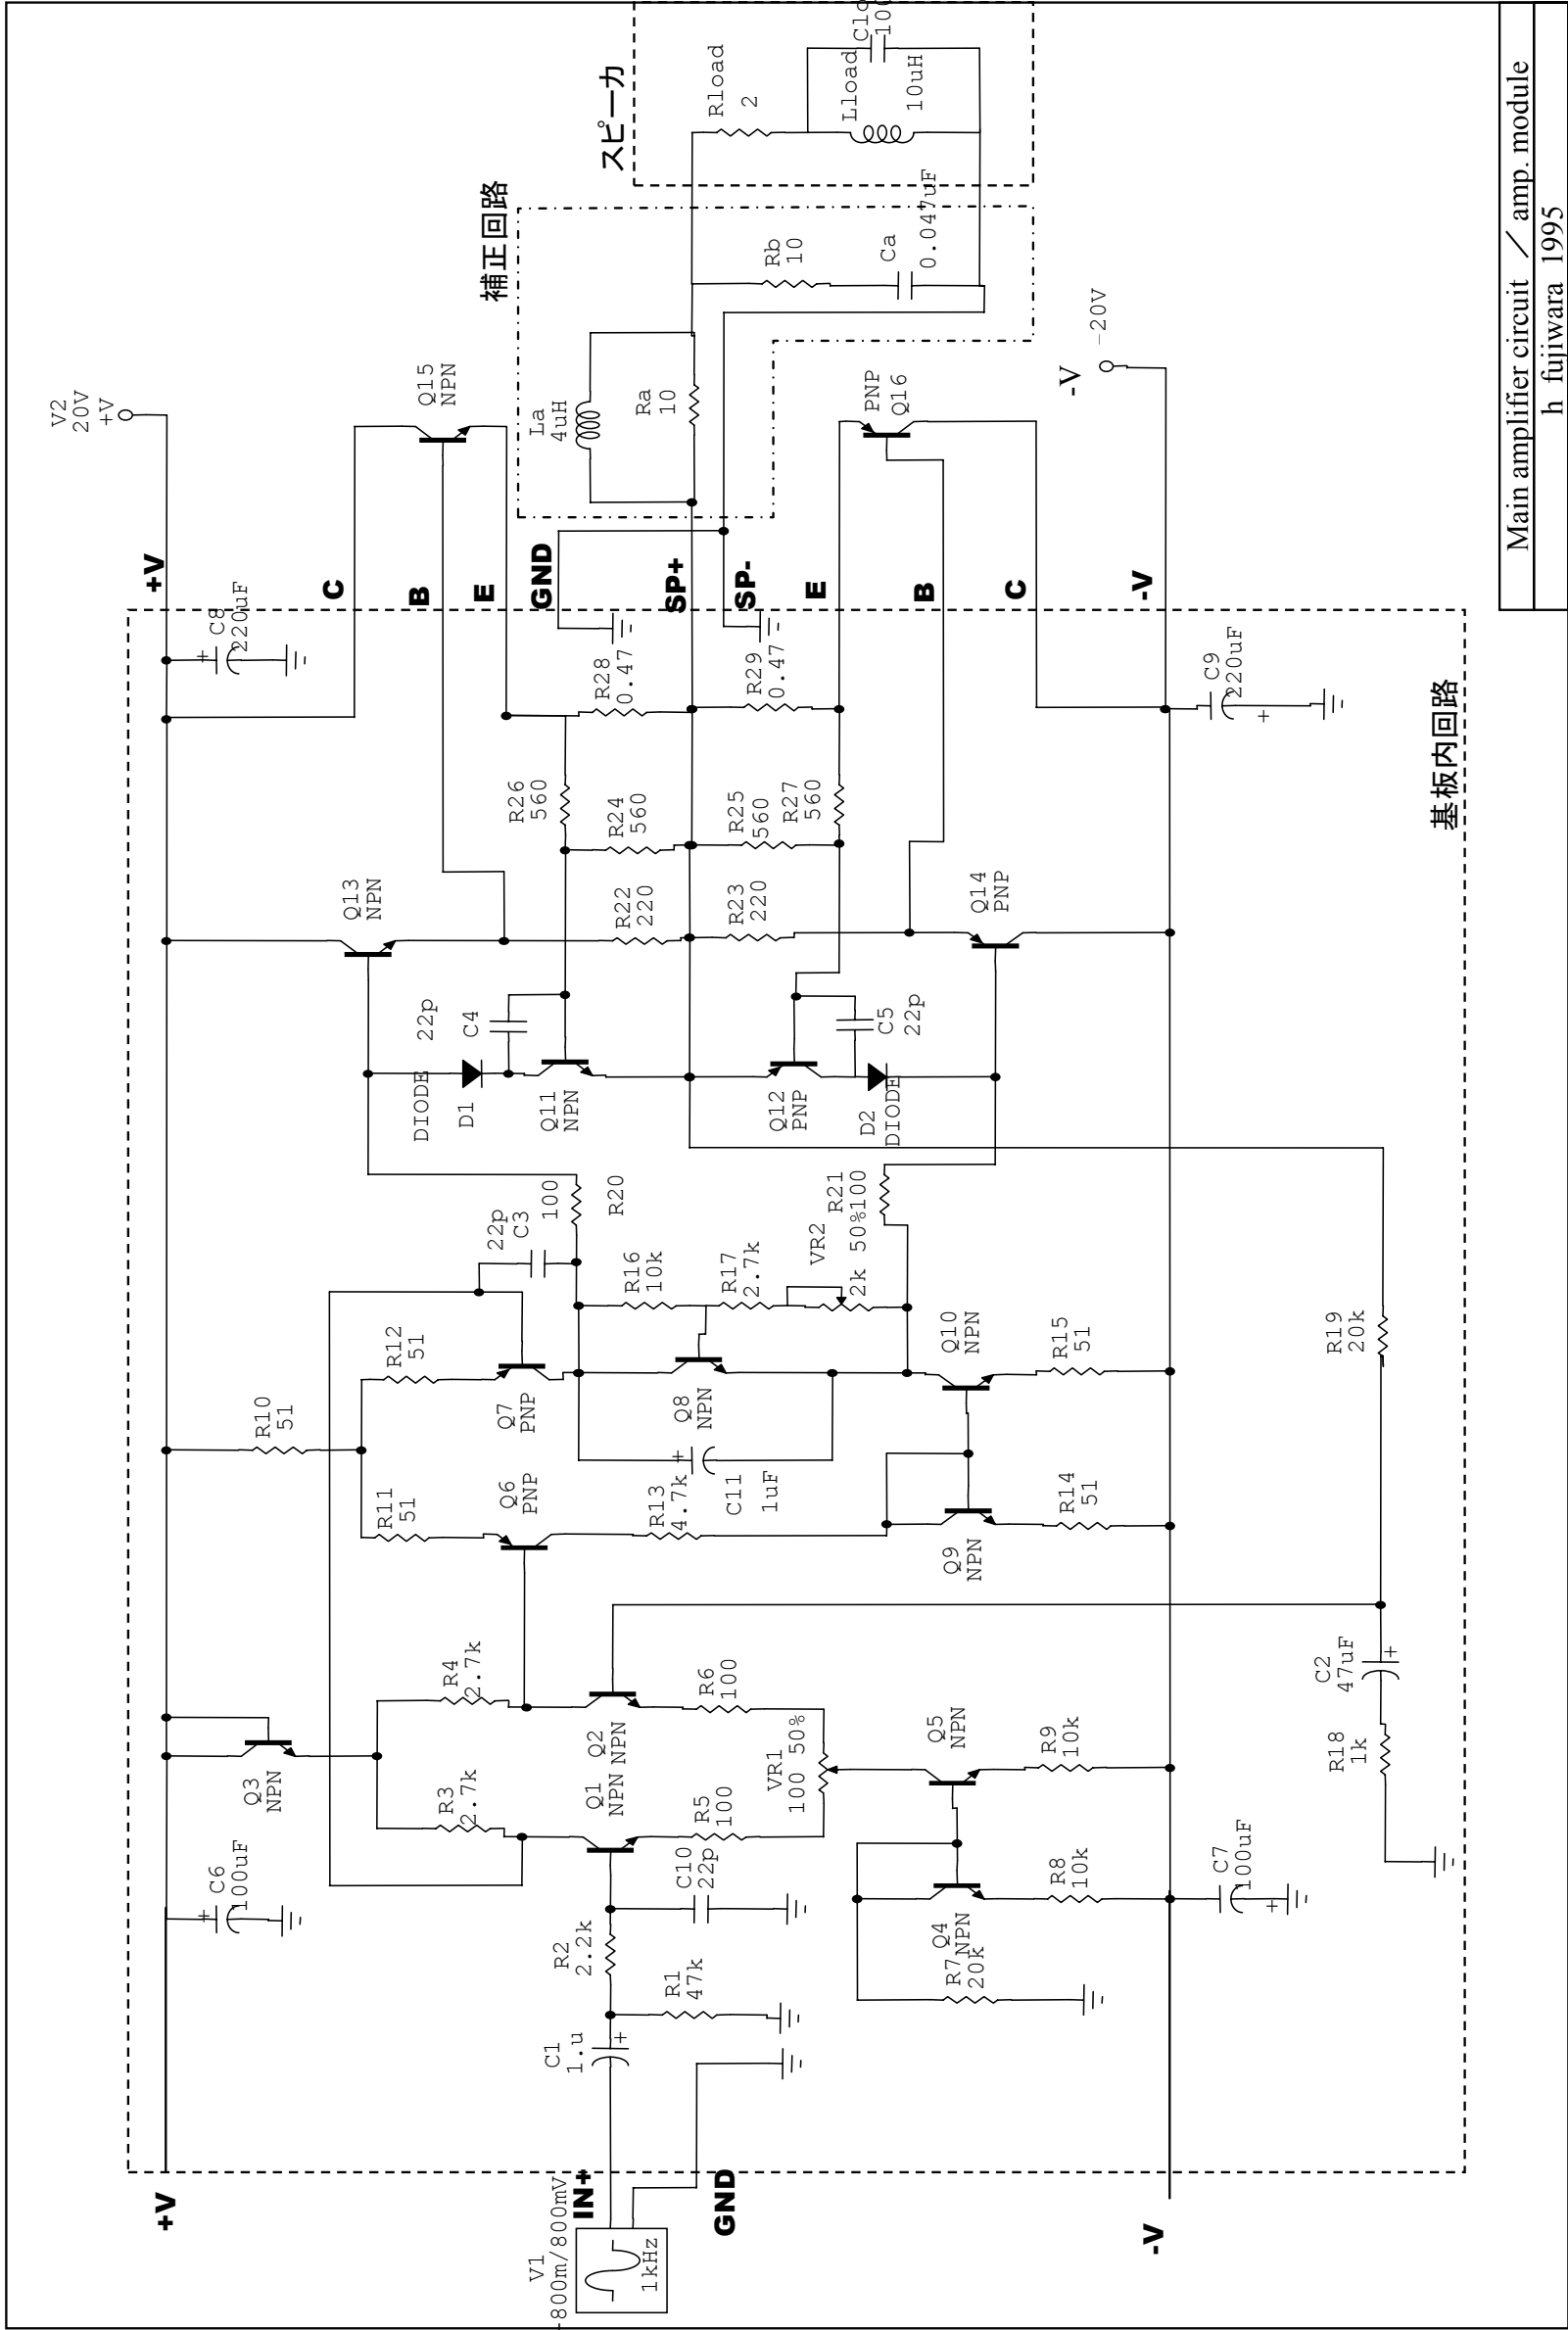 V2
20V
+V
+V
+V
C6
100uF
Q3
NPN
R10
51
C8
220uF
C
B
E
Q13
NPN
Q15
NPN
R3
2.7k
R4
2.7k
R11
51
R12
51
Q6
PNP
Q7
PNP
22p
C3
100
R20
DIODE
D1
22p
C4
Q11
NPN
R26
560
R24
560
R22
220
R28
0.47
GND
SP+
SP-
補正回路
La
4uH
Ra
10
Rb
10
Ca
0.047uF
スピーカ
Rload
2
Lload
10uH
V1
-800m/800mV
1kHz
IN+
GND
C1
1.u
R2
2.2k
R1
47k
C10
22p
Q1
NPN
Q2
NPN
R5
100
R6
100
VR1
100 50%
R13
4.7k
C11
1uF
Q8
NPN
R16
10k
R17
2.7k
VR2
2k 50%
R21
100
Q12
PNP
D2
DIODE
C5
22p
R23
220
R25
560
R27
560
R29
0.47
E
B
C
PNP
Q16
Q14
PNP
R7
20k
Q4
NPN
R8
10k
Q5
NPN
R9
10k
Q9
NPN
R14
51
Q10
NPN
R15
51
-V
-V
-V
-20V
C7
100uF
C9
220uF
R18
1k
C2
47uF
R19
20k
基板内回路
Main amplifier circuit ／ amp. module
h fujiwara 1995